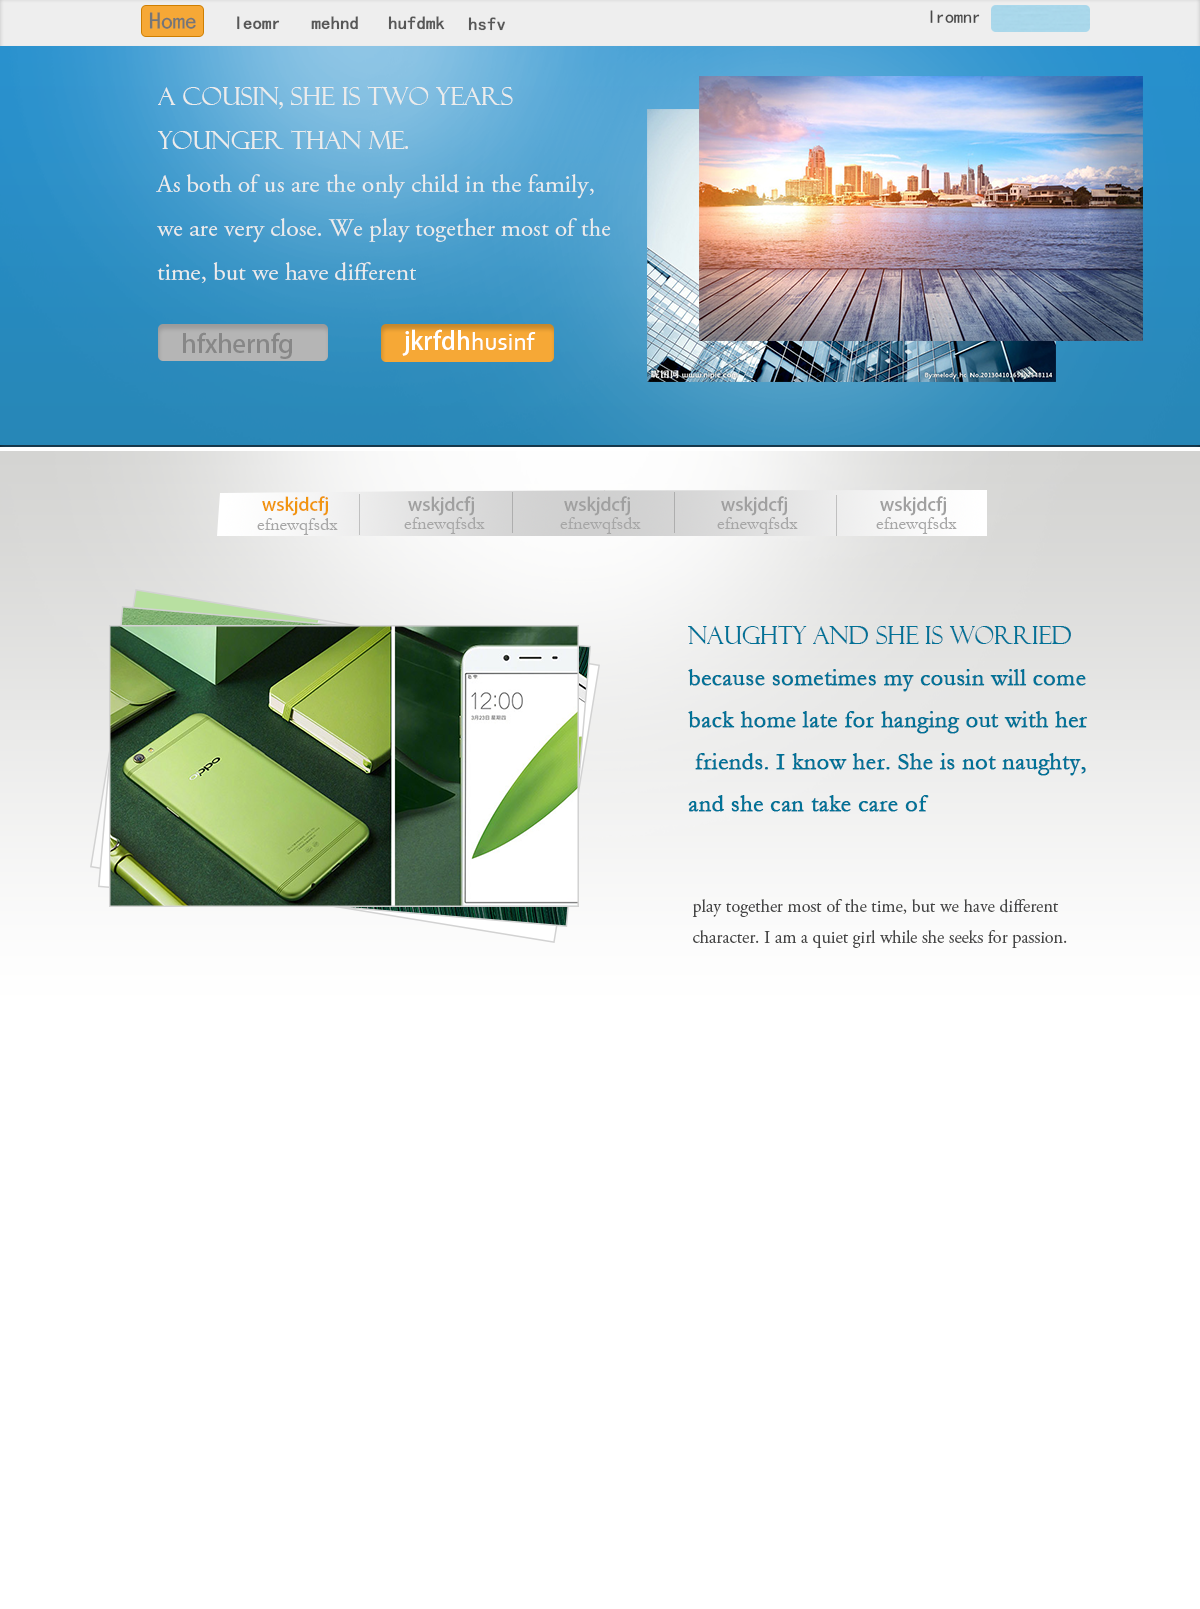 Home leomr mehnd hufdmk hsfv lromnr
A COUSIN, SHE IS TWO YEARS
YOUNGER THAN ME.
As both of us are the only child in the family,
we are very close. We play together most of the
time, but we have different
hfxhernfg jkrfdhhusinf
昵图网 www.nipic.com
wskjdcfj wskjdcfj wskjdcfj wskjdcfj wskjdcfj
efnewqfsdx efnewqfsdx efnewqfsdx efnewqfsdx efnewqfsdx
oppo
12:00
3月23日 星期四
NAUGHTY AND SHE IS WORRIED
because sometimes my cousin will come
back home late for hanging out with her
friends. I know her. She is not naughty,
and she can take care of
play together most of the time, but we have different
character. I am a quiet girl while she seeks for passion.